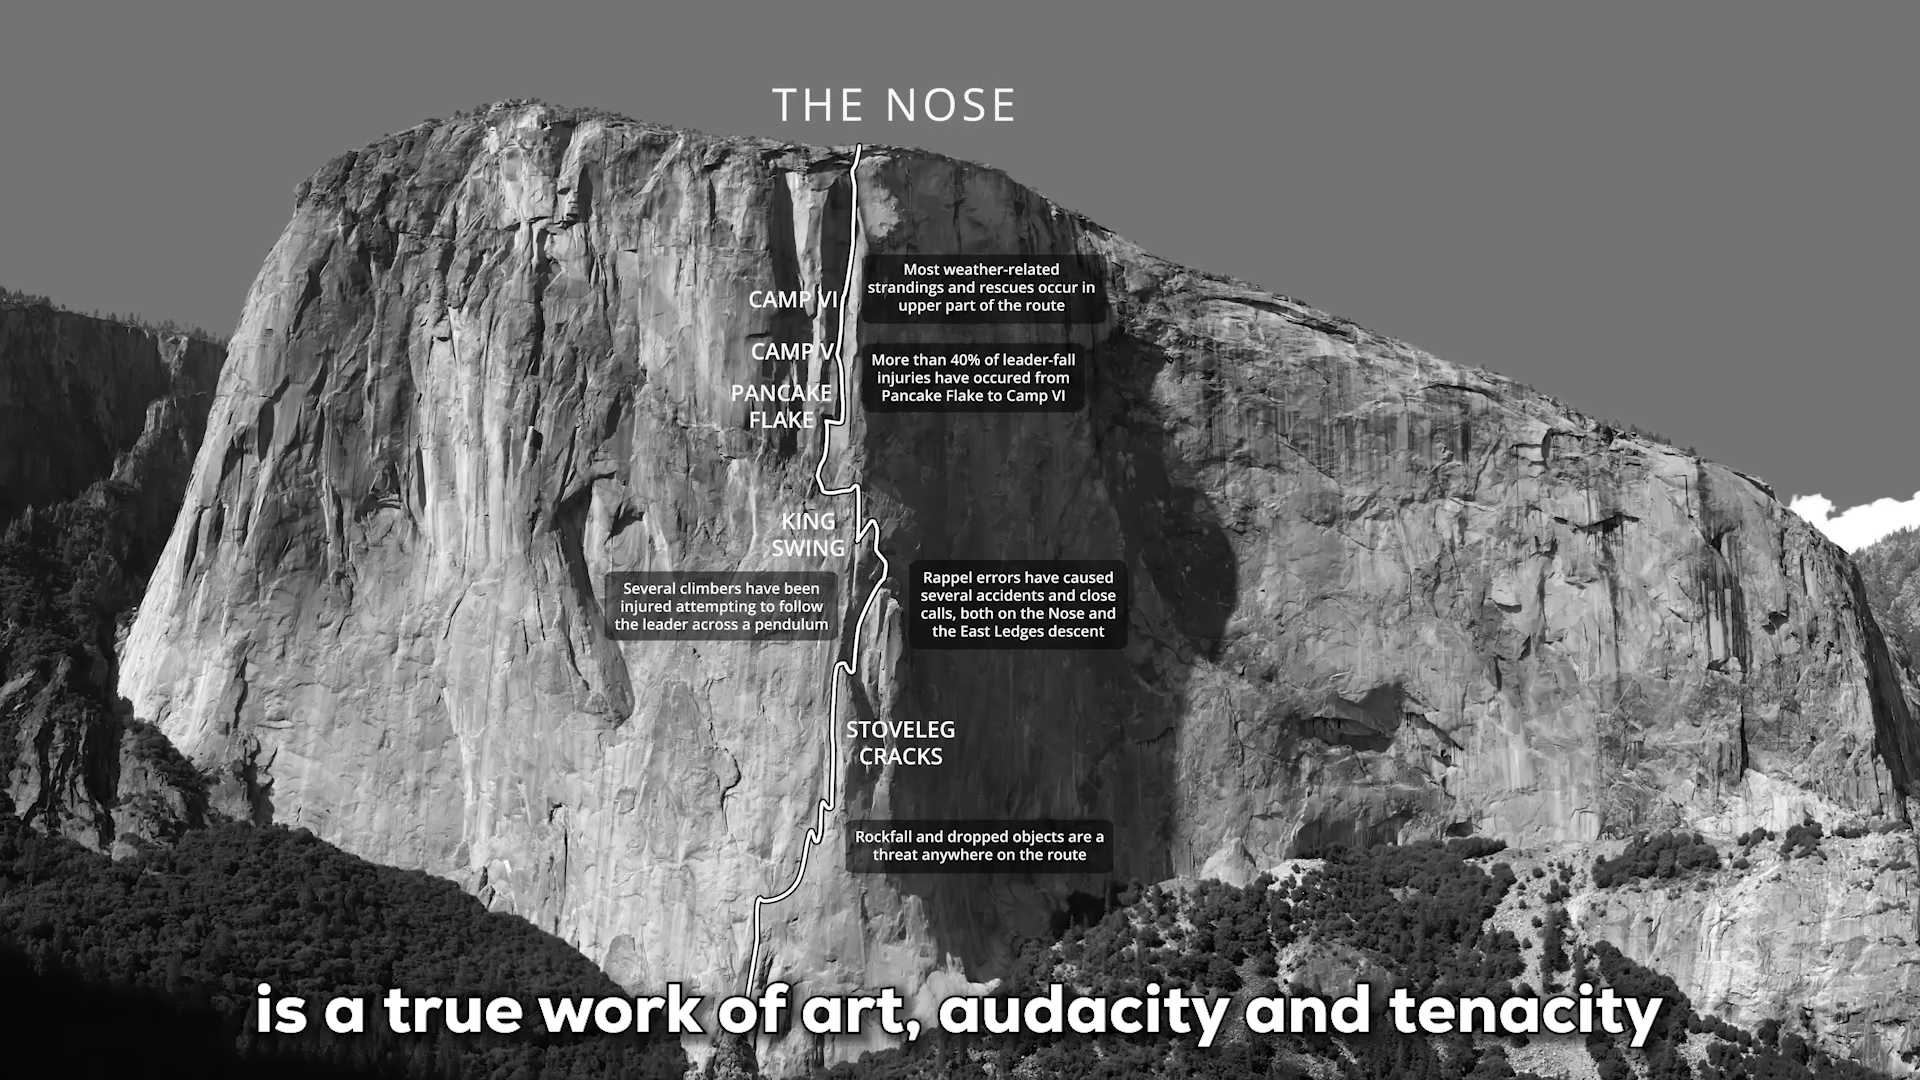 THE NOSE
Most weather-related
strandings and rescues occur in
upper part of the route
CAMP VI
CAMP V
More than 40% of leader-fall
injuries have occured from
Pancake Flake to Camp VI
PANCAKE
FLAKE
KING
SWING
Several climbers have been
injured attempting to follow
the leader across a pendulum
Rappel errors have caused
several accidents and close
calls, both on the Nose and
the East Ledges descent
STOVELEG
CRACKS
Rockfall and dropped objects are a
threat anywhere on the route
is a true work of art, audacity and tenacity